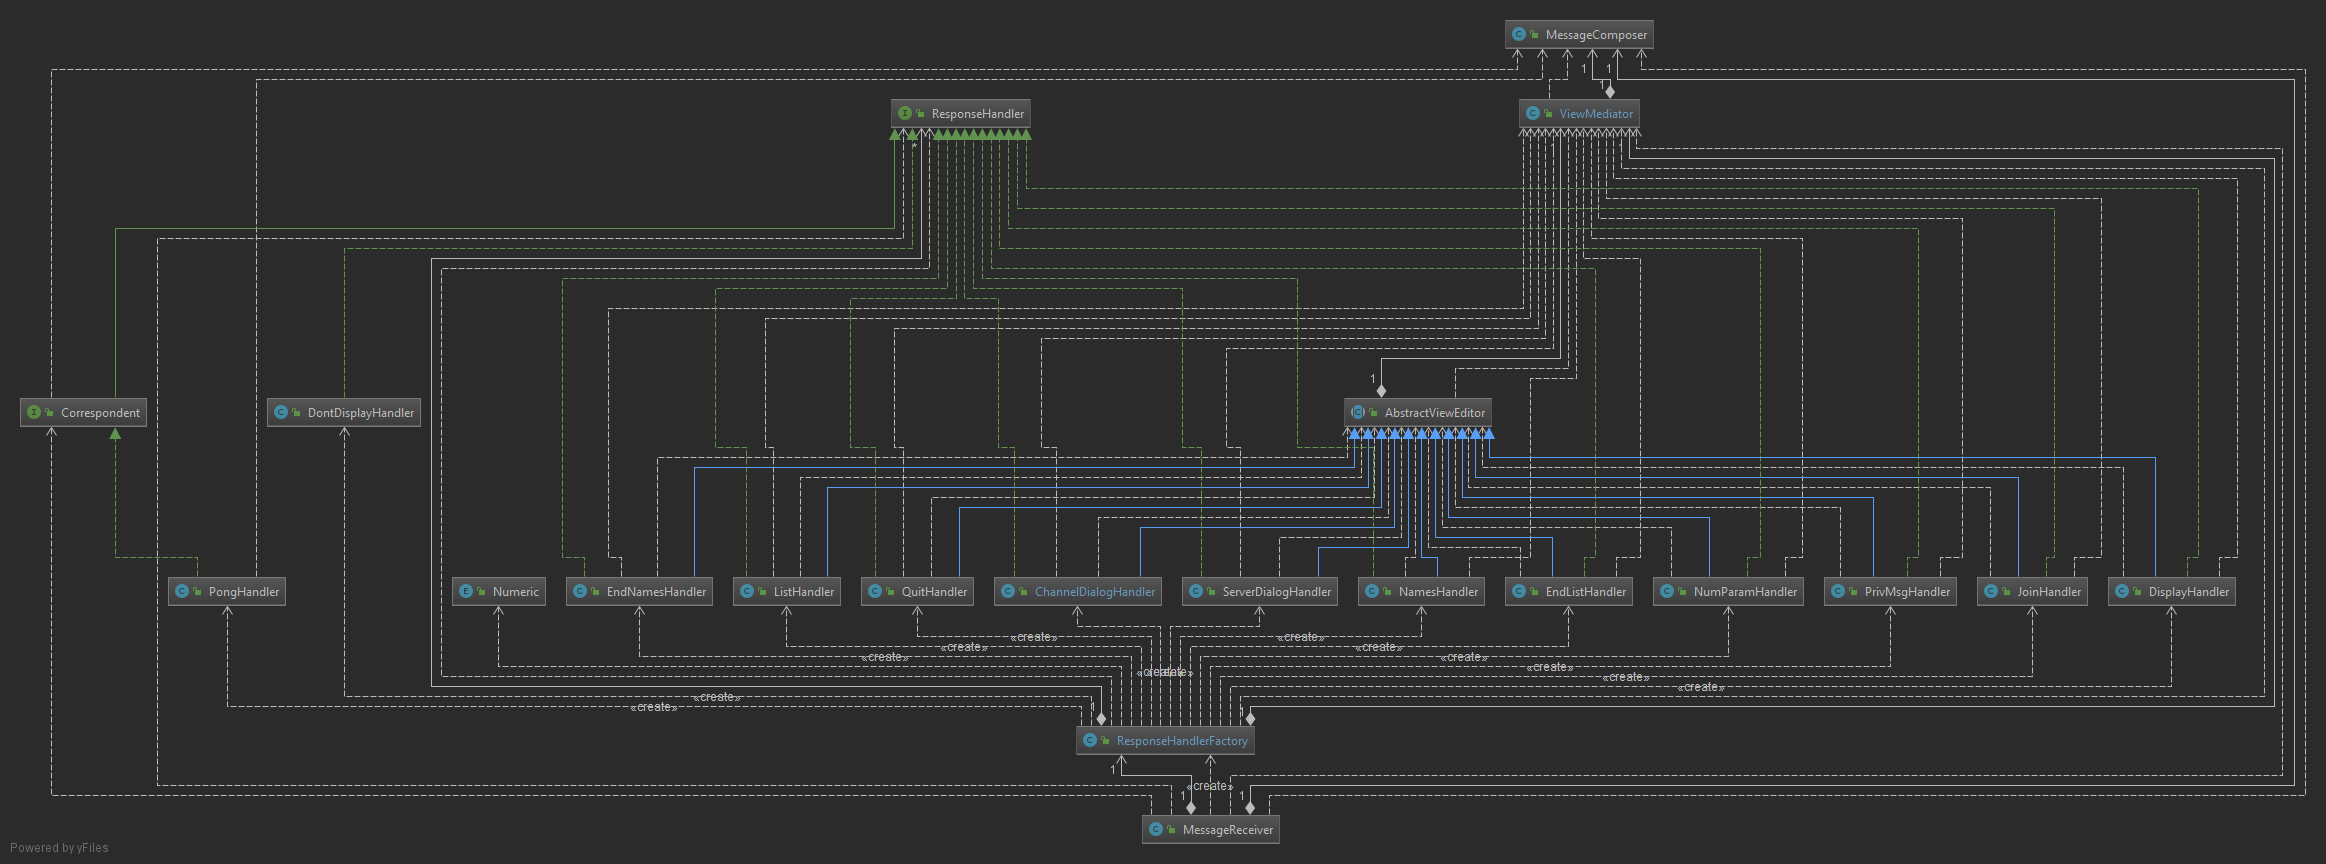 MessageComposer
1
1
1
ResponseHandler
ViewMediator
*
1
1
1
Correspondent
DontDisplayHandler
AbstractViewEditor
PongHandler
Numeric
EndNamesHandler
ListHandler
QuitHandler
ChannelDialogHandler
ServerDialogHandler
NamesHandler
EndListHandler
NumParamHandler
PrivMsgHandler
JoinHandler
DisplayHandler
«create»
«create»
«create»
«create»
«create»
«create»
«create»
«create»
«create»
«create»
«create»
«create»
«create»
1
1
ResponseHandlerFactory
1
«create»
1
1
MessageReceiver
Powered by yFiles